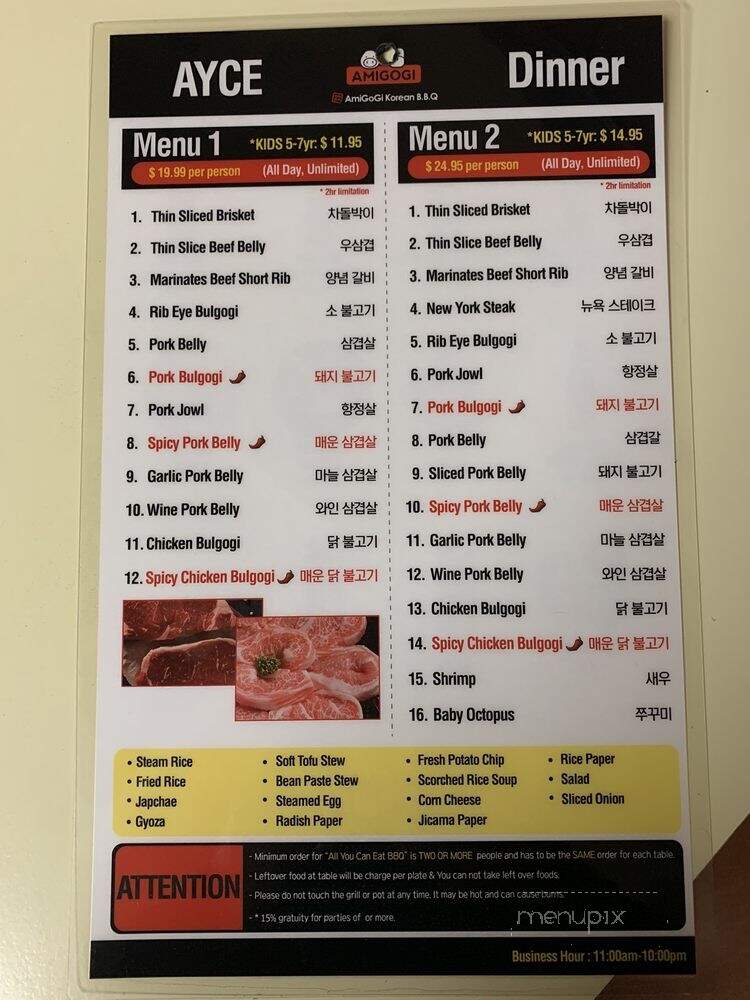 AYCE
AMIGOGI
AmiGoGi Korean B.B.Q
Dinner
Menu 1 *KIDS 5-7yr: $ 11.95
$ 19.99 per person (All Day, Unlimited)
* 2hr limitation
1. Thin Sliced Brisket 차돌박이
2. Thin Slice Beef Belly 우삼겹
3. Marinates Beef Short Rib 양념 갈비
4. Rib Eye Bulgogi 소 불고기
5. Pork Belly 삼겹살
6. Pork Bulgogi 돼지 불고기
7. Pork Jowl 항정살
8. Spicy Pork Belly 매운 삼겹살
9. Garlic Pork Belly 마늘 삼겹살
10. Wine Pork Belly 와인 삼겹살
11. Chicken Bulgogi 닭 불고기
12. Spicy Chicken Bulgogi 매운 닭 불고기
Menu 2 *KIDS 5-7yr: $ 14.95
$ 24.95 per person (All Day, Unlimited)
* 2hr limitation
1. Thin Sliced Brisket 차돌박이
2. Thin Slice Beef Belly 우삼겹
3. Marinates Beef Short Rib 양념 갈비
4. New York Steak 뉴욕 스테이크
5. Rib Eye Bulgogi 소 불고기
6. Pork Jowl 항정살
7. Pork Bulgogi 돼지 불고기
8. Pork Belly 삼겹갈
9. Sliced Pork Belly 돼지 불고기
10. Spicy Pork Belly 매운 삼겹살
11. Garlic Pork Belly 마늘 삼겹살
12. Wine Pork Belly 와인 삼겹살
13. Chicken Bulgogi 닭 불고기
14. Spicy Chicken Bulgogi 매운 닭 불고기
15. Shrimp 새우
16. Baby Octopus 쭈꾸미
• Steam Rice
• Fried Rice
• Japchae
• Gyoza
• Soft Tofu Stew
• Bean Paste Stew
• Steamed Egg
• Radish Paper
• Fresh Potato Chip
• Scorched Rice Soup
• Corn Cheese
• Jicama Paper
• Rice Paper
• Salad
• Sliced Onion
ATTENTION
- Minimum order for "All You Can Eat BBQ" is TWO OR MORE people and has to be the SAME order for each table.
- Leftover food at table will be charge per plate & You can not take left over foods.
- Please do not touch the grill or pot at any time. It may be hot and can cause burns.
- * 15% gratuity for parties of or more.
menupix
Business Hour : 11:00am-10:00pm